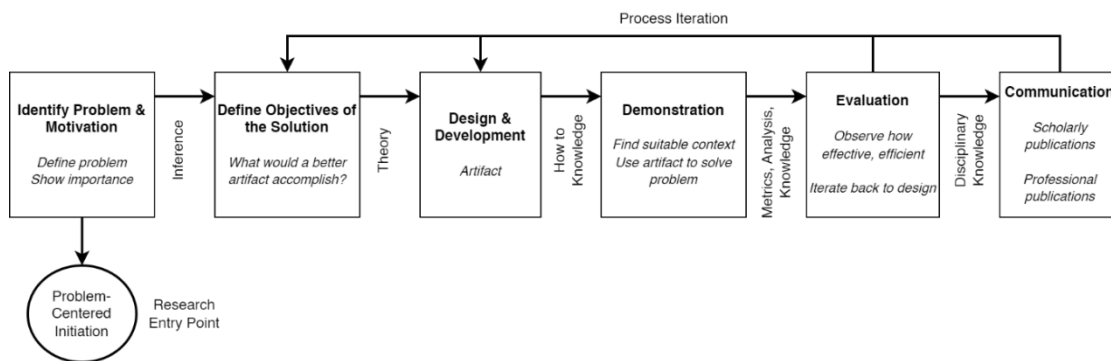 Process Iteration
Identify Problem &
Motivation
Define problem
Show importance
Inference
Define Objectives of
the Solution
What would a better
artifact accomplish?
Theory
Design &
Development
Artifact
How to
Knowledge
Demonstration
Find suitable context
Use artifact to solve
problem
Metrics, Analysis,
Knowledge
Evaluation
Observe how
effective, efficient
Iterate back to design
Disciplinary
Knowledge
Communication
Scholarly
publications
Professional
publications
Problem-
Centered
Initiation
Research
Entry Point